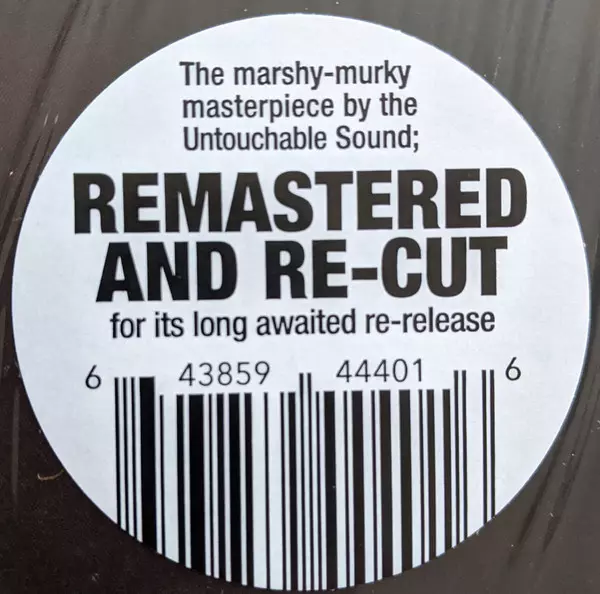 The marshy-murky
masterpiece by the
Untouchable Sound;
REMASTERED
AND RE-CUT
for its long awaited re-release
6 43859 44401 6